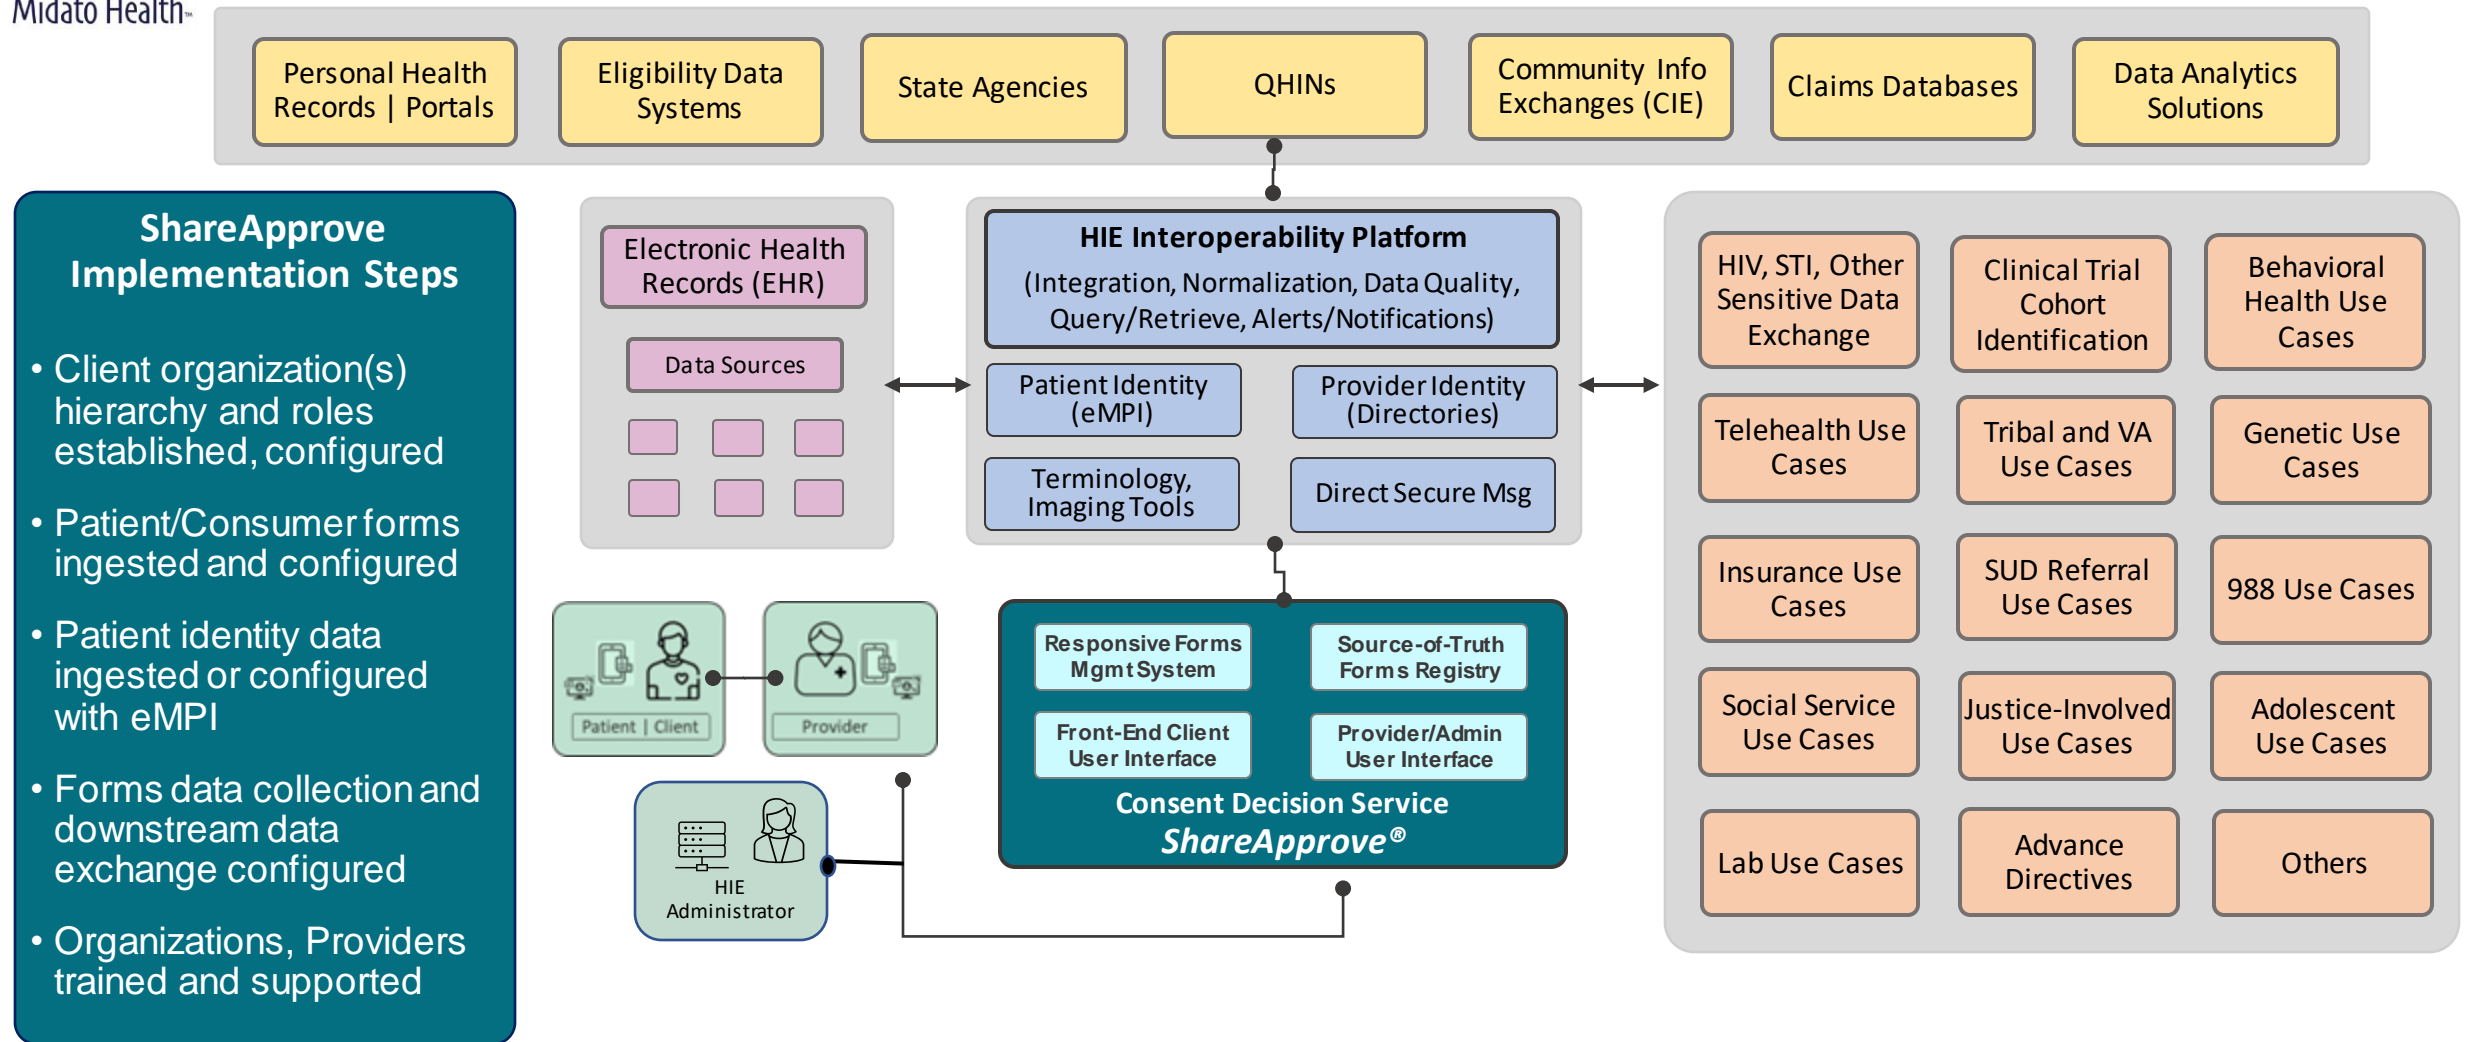 Midato Health™
Personal Health
Records | Portals
Eligibility Data
Systems
State Agencies
QHINs
Community Info
Exchanges (CIE)
Claims Databases
Data Analytics
Solutions
ShareApprove
Implementation Steps
• Client organization(s)
hierarchy and roles
established, configured
• Patient/Consumer forms
ingested and configured
• Patient identity data
ingested or configured
with eMPI
• Forms data collection and
downstream data
exchange configured
• Organizations, Providers
trained and supported
Electronic Health
Records (EHR)
Data Sources
HIE Interoperability Platform
(Integration, Normalization, Data Quality,
Query/Retrieve, Alerts/Notifications)
Patient Identity
(eMPI)
Provider Identity
(Directories)
Terminology,
Imaging Tools
Direct Secure Msg
Patient | Client
Provider
HIE
Administrator
Responsive Forms
Mgmt System
Source-of-Truth
Forms Registry
Front-End Client
User Interface
Provider/Admin
User Interface
Consent Decision Service
ShareApprove®
HIV, STI, Other
Sensitive Data
Exchange
Clinical Trial
Cohort
Identification
Behavioral
Health Use
Cases
Telehealth Use
Cases
Tribal and VA
Use Cases
Genetic Use
Cases
Insurance Use
Cases
SUD Referral
Use Cases
988 Use Cases
Social Service
Use Cases
Justice-Involved
Use Cases
Adolescent
Use Cases
Lab Use Cases
Advance
Directives
Others